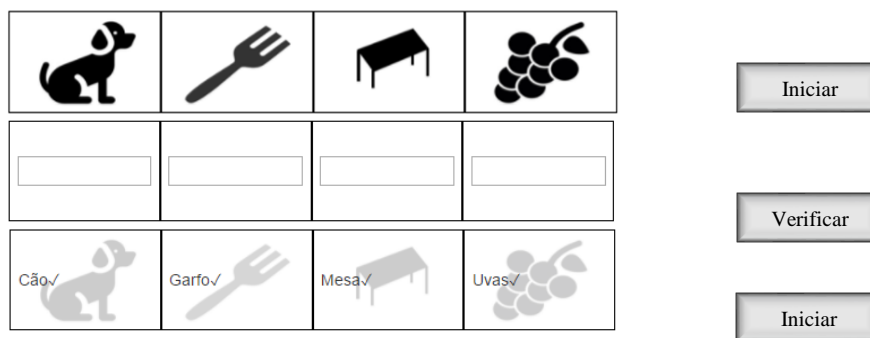 Iniciar
Verificar
Cão✓
Garfo✓
Mesa✓
Uvas✓
Iniciar